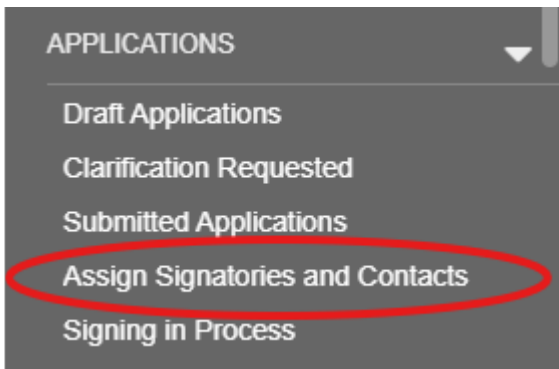 APPLICATIONS
Draft Applications
Clarification Requested
Submitted Applications
Assign Signatories and Contacts
Signing in Process